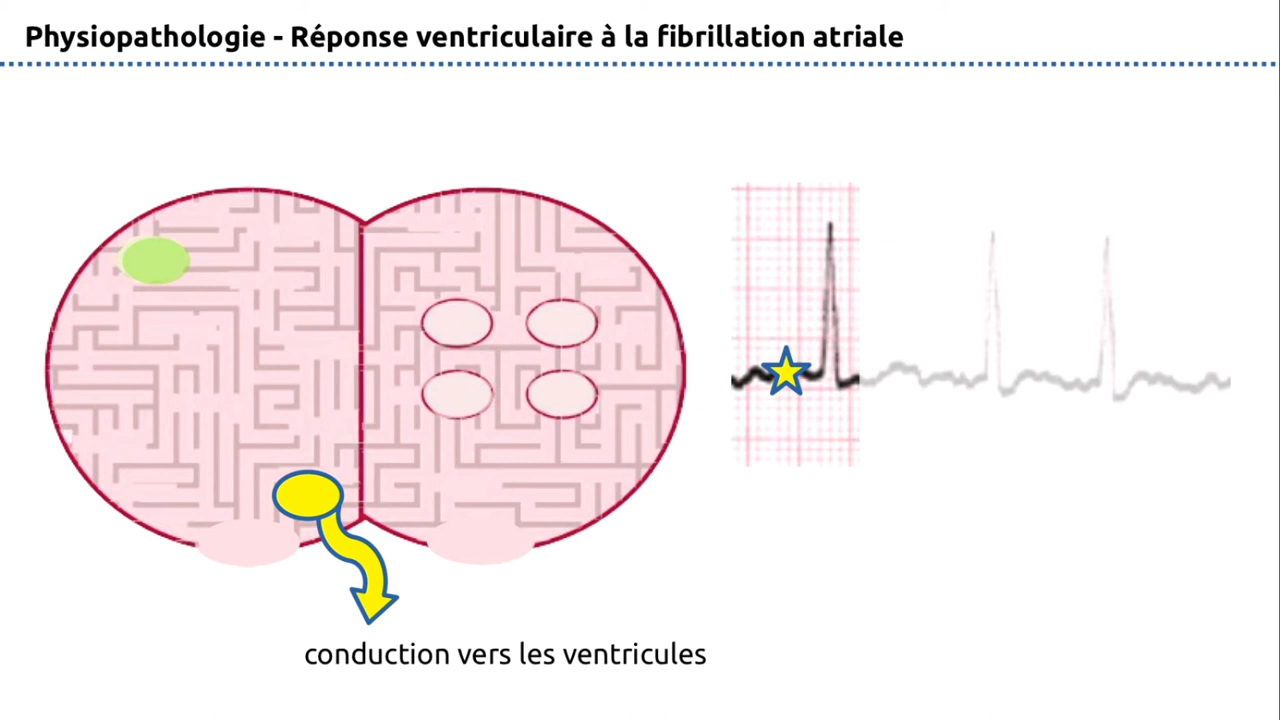 Physiopathologie - Réponse ventriculaire à la fibrillation atriale
conduction vers les ventricules